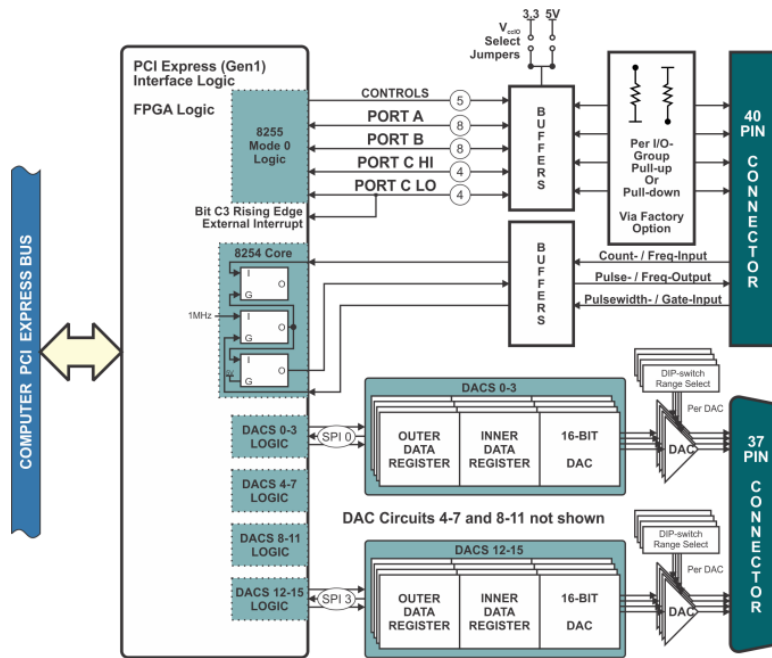 3.3 5V
VccIO
Select
Jumpers
PCI Express (Gen1)
Interface Logic
FPGA Logic
8255
Mode 0
Logic
CONTROLS
5
PORT A
8
PORT B
8
PORT C HI
4
PORT C LO
4
Bit C3 Rising Edge
External Interrupt
BUFFERS
Per I/O-
Group
Pull-up
Or
Pull-down
Via Factory
Option
40
PIN
CONNECTOR
COMPUTER PCI EXPRESS BUS
8254 Core
I
O
G
1MHz
I
O
G
I
O
G
BUFFERS
Count- / Freq-Input
Pulse- / Freq-Output
Pulsewidth- / Gate-Input
DACS 0-3
LOGIC
SPI 0
DACS 0-3
OUTER
DATA
REGISTER
INNER
DATA
REGISTER
16-BIT
DAC
DIP-switch
Range Select
Per DAC
DAC
37
PIN
CONNECTOR
DACS 4-7
LOGIC
DAC Circuits 4-7 and 8-11 not shown
DACS 8-11
LOGIC
DACS 12-15
LOGIC
SPI 3
DACS 12-15
OUTER
DATA
REGISTER
INNER
DATA
REGISTER
16-BIT
DAC
DIP-switch
Range Select
Per DAC
DAC